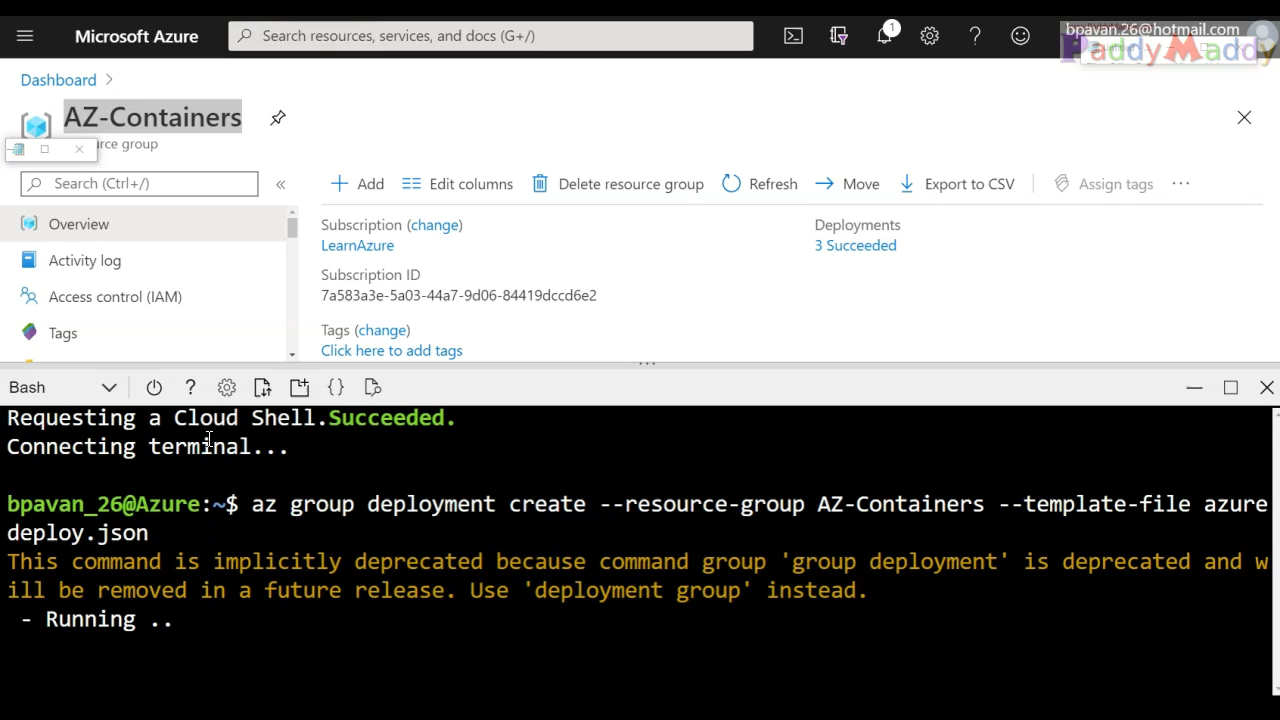 Microsoft Azure
Search resources, services, and docs (G+/)
1
bpavan.26@hotmail.com
PaddyMaddy
Dashboard
AZ-Containers
urce group
Search (Ctrl+/)
«
Add
Edit columns
Delete resource group
Refresh
Move
Export to CSV
Assign tags
Overview
Activity log
Access control (IAM)
Tags
Subscription (change)
LearnAzure
Subscription ID
7a583a3e-5a03-44a7-9d06-84419dccd6e2
Tags (change)
Click here to add tags
Deployments
3 Succeeded
Bash
Requesting a Cloud Shell.Succeeded.
Connecting terminal...
bpavan_26@Azure:~$ az group deployment create --resource-group AZ-Containers --template-file azure
deploy.json
This command is implicitly deprecated because command group 'group deployment' is deprecated and w
ill be removed in a future release. Use 'deployment group' instead.
- Running ..